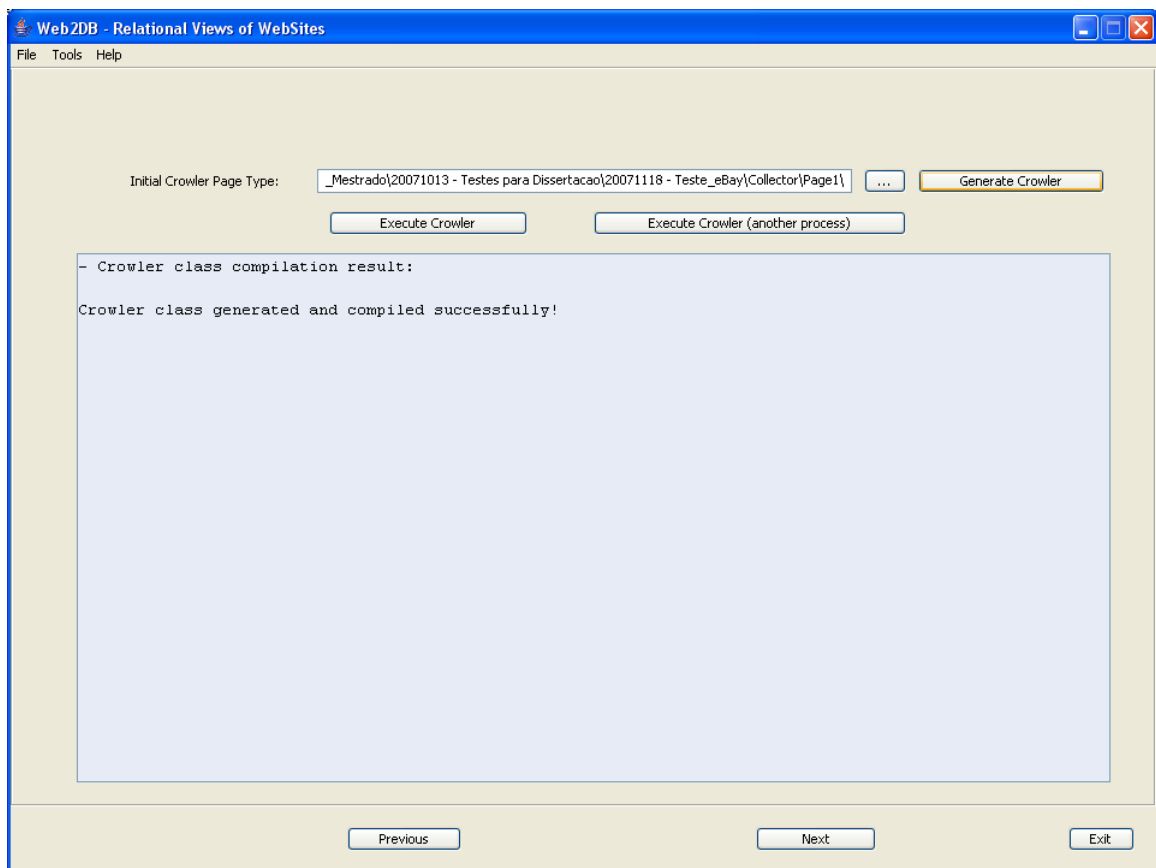 Web2DB - Relational Views of WebSites
File Tools Help
Initial Crowler Page Type: _Mestrado\20071013 - Testes para Dissertacao\20071118 - Teste_eBay\Collector\Page1\ ... Generate Crowler
Execute Crowler Execute Crowler (another process)
- Crowler class compilation result:
Crowler class generated and compiled successfully!
Previous Next Exit